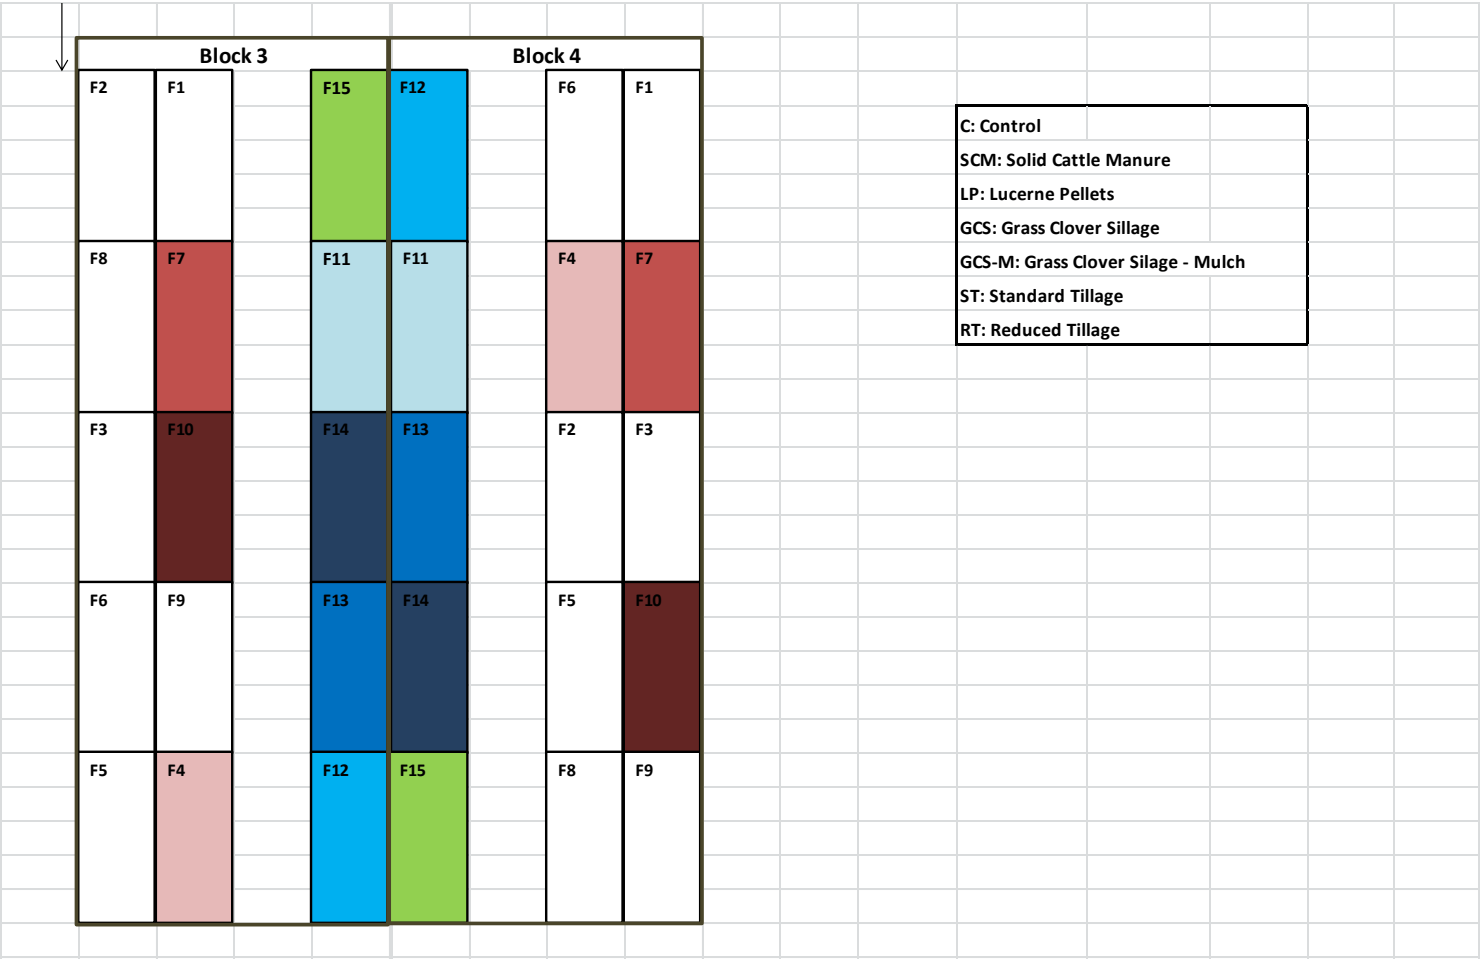 Block 3 Block 4
F2 F1 F15 F12 F6 F1
F8 F7 F11 F11 F4 F7
F3 F10 F14 F13 F2 F3
F6 F9 F13 F14 F5 F10
F5 F4 F12 F15 F8 F9
C: Control
SCM: Solid Cattle Manure
LP: Lucerne Pellets
GCS: Grass Clover Sillage
GCS-M: Grass Clover Silage - Mulch
ST: Standard Tillage
RT: Reduced Tillage